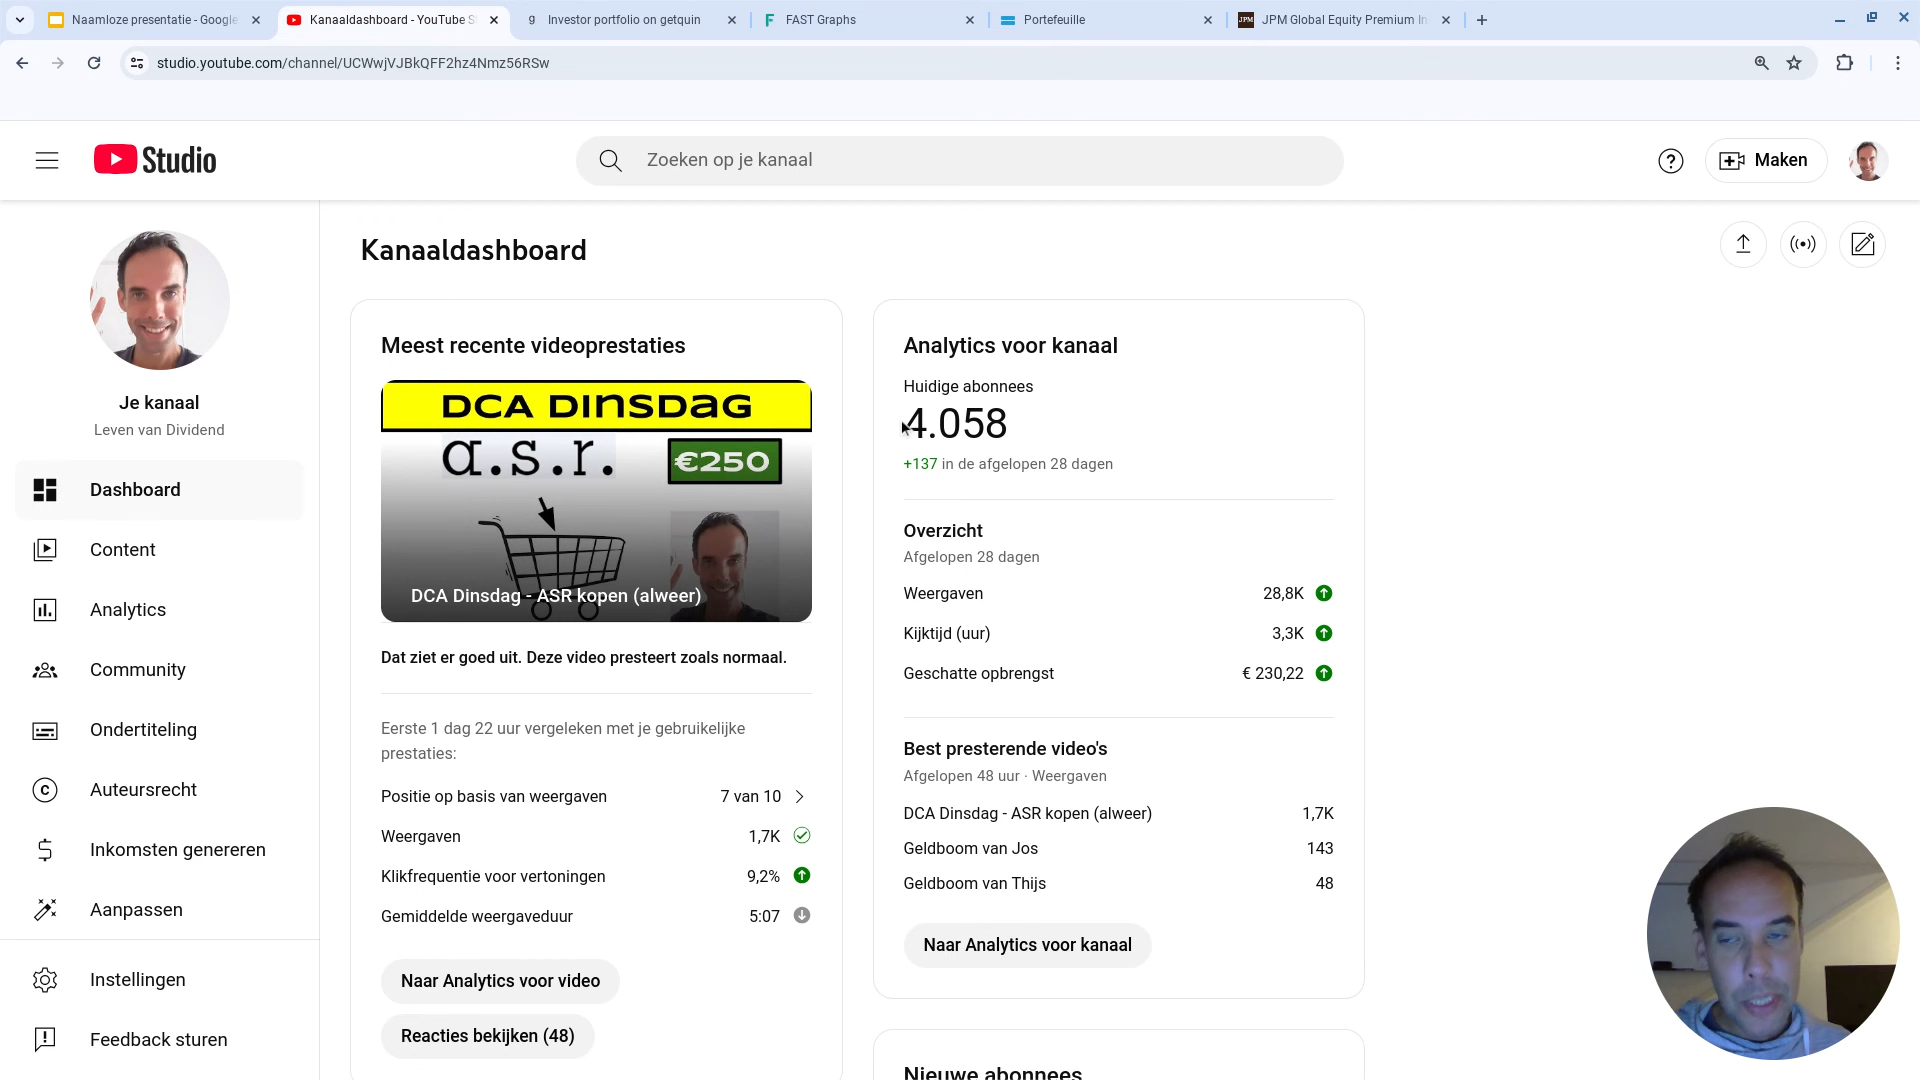 Naamloze presentatie - Google
Kanaaldashboard - YouTube S
Investor portfolio on getquin
FAST Graphs
Portefeuille
JPM Global Equity Premium In
studio.youtube.com/channel/UCWwjVJBkQFF2hz4Nmz56RSw
Studio
Zoeken op je kanaal
Maken
Je kanaal
Leven van Dividend
Dashboard
Content
Analytics
Community
Ondertiteling
Auteursrecht
Inkomsten genereren
Aanpassen
Instellingen
Feedback sturen
Kanaaldashboard
Meest recente videoprestaties
DCA DINSDAG
a.s.r.
€250
DCA Dinsdag - ASR kopen (alweer)
Dat ziet er goed uit. Deze video presteert zoals normaal.
Eerste 1 dag 22 uur vergeleken met je gebruikelijke
prestaties:
Positie op basis van weergaven 7 van 10
Weergaven 1,7K
Klikfrequentie voor vertoningen 9,2%
Gemiddelde weergaveduur 5:07
Naar Analytics voor video
Reacties bekijken (48)
Analytics voor kanaal
Huidige abonnees
4.058
+137 in de afgelopen 28 dagen
Overzicht
Afgelopen 28 dagen
Weergaven 28,8K
Kijktijd (uur) 3,3K
Geschatte opbrengst € 230,22
Best presterende video's
Afgelopen 48 uur · Weergaven
DCA Dinsdag - ASR kopen (alweer) 1,7K
Geldboom van Jos 143
Geldboom van Thijs 48
Naar Analytics voor kanaal
Nieuwe abonnees